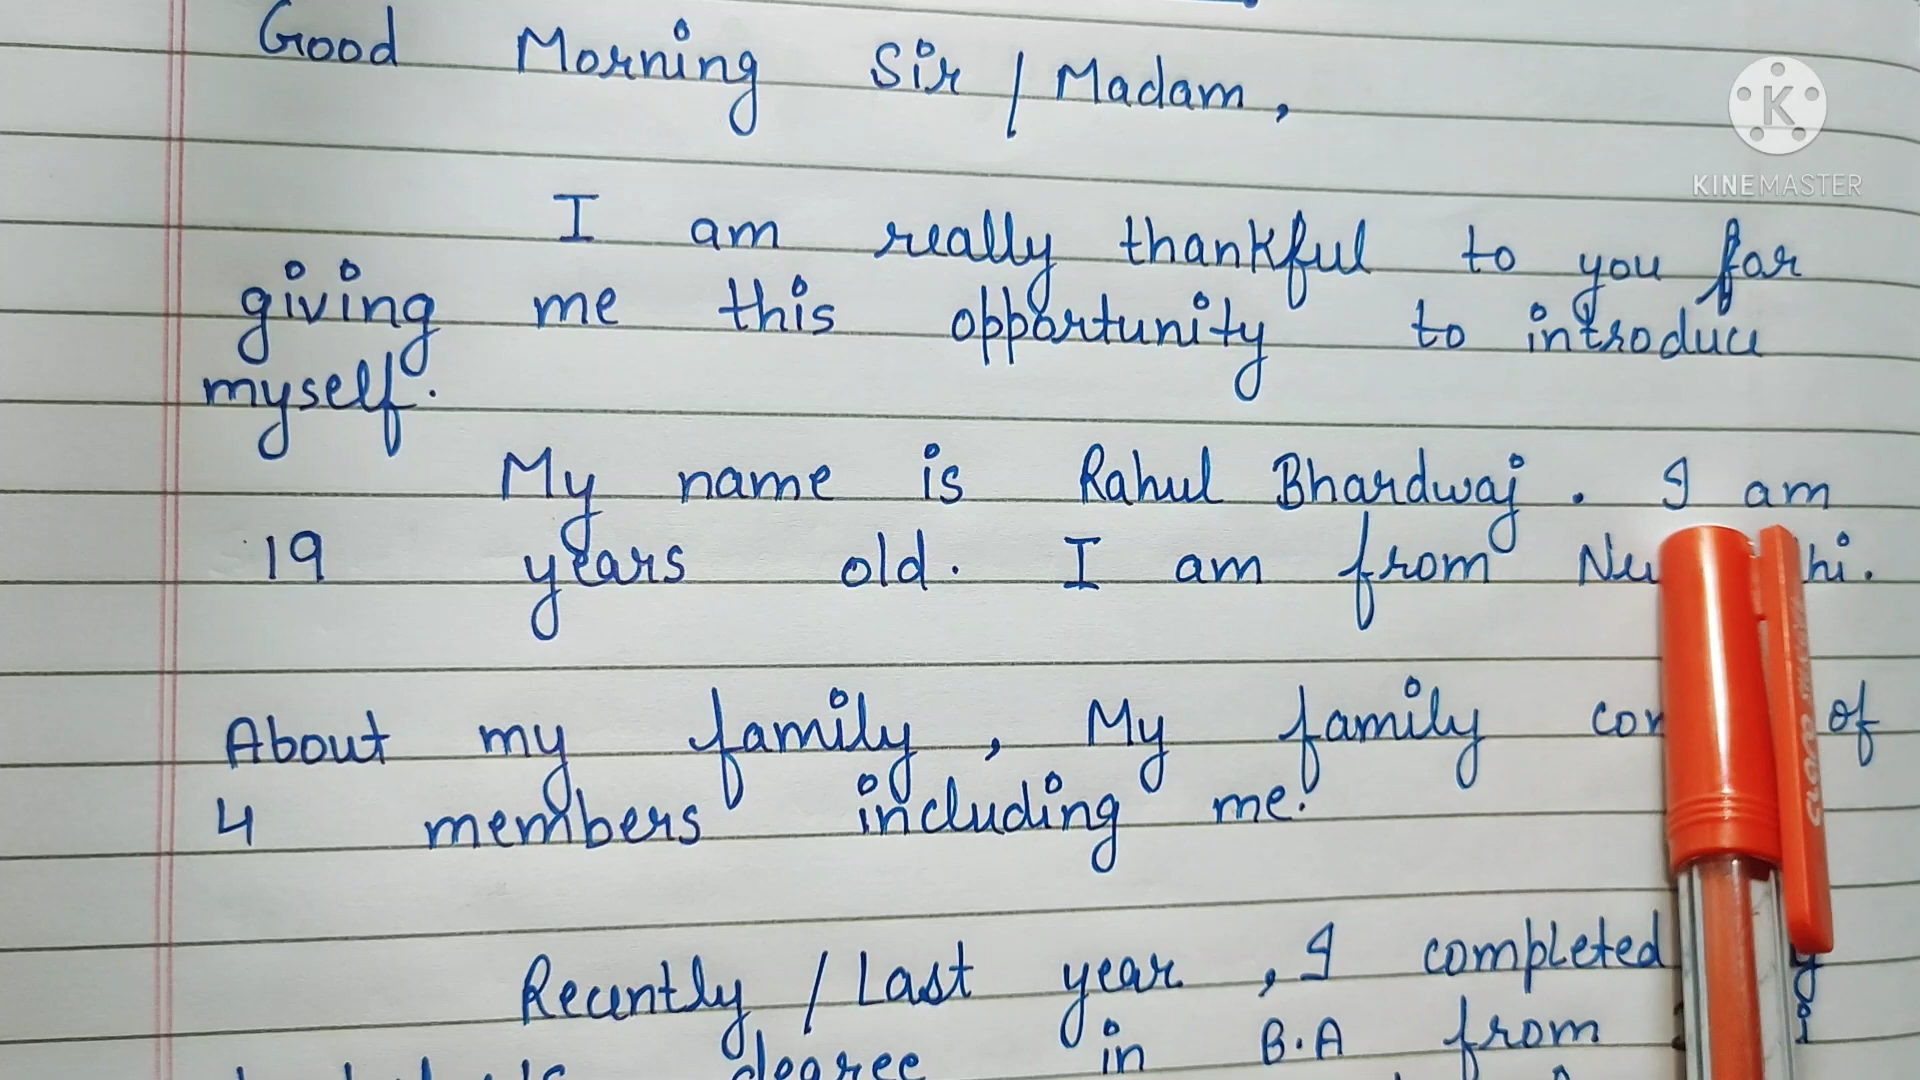 Good Morning Sir / Madam,
KINEMASTER
I am really thankful to you for
giving me this opportunity to introduce
myself.
My name is Rahul Bhardwaj. I am
19 years old. I am from
About my family, My family of
4 members including me.
Recently / Last year, I completed
degree in B.A from